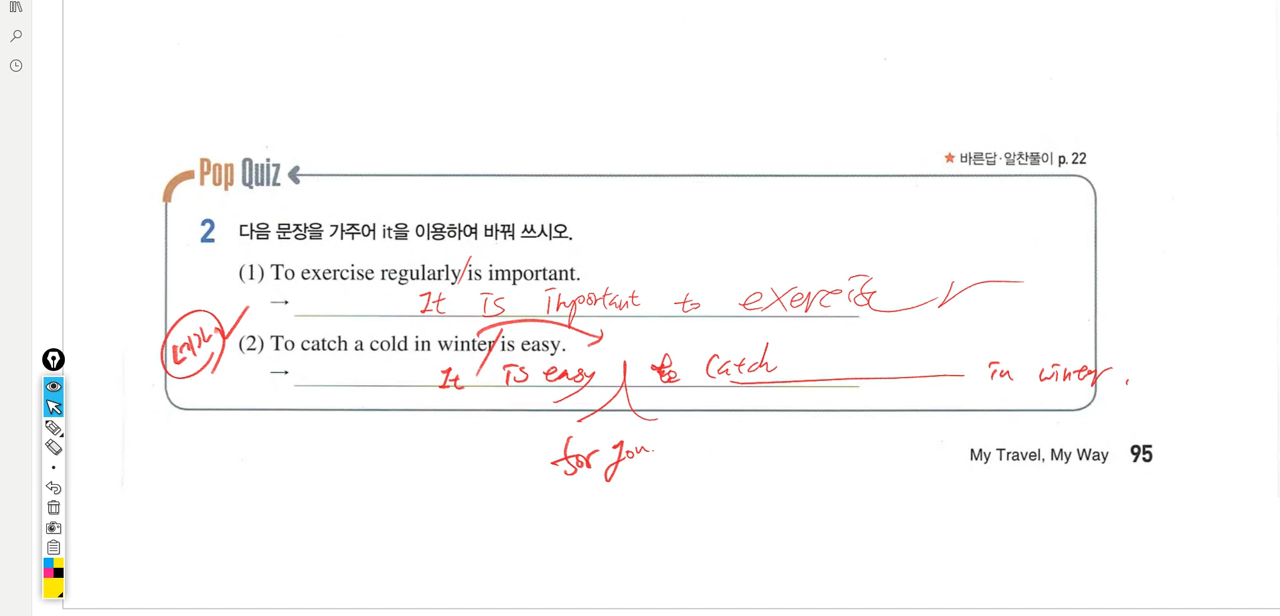 ★ 바른답·알찬풀이 p. 22
Pop Quiz
2 다음 문장을 가주어 it을 이용하여 바꿔 쓰시오.
(1) To exercise regularly/is important.
→ It is important to exercise
(2) To catch a cold in winter/is easy.
→ It is easy to catch in winter.
for you.
My Travel, My Way 95